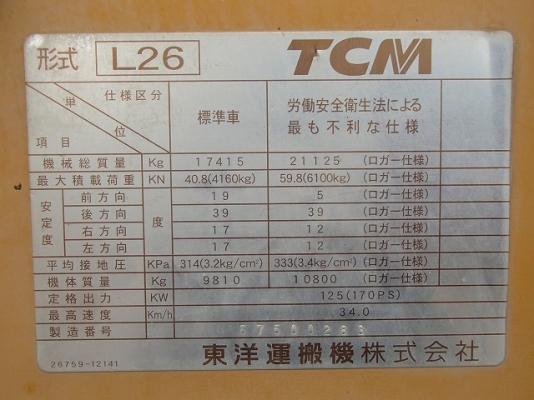 形式 L26 TCM
仕様区分
単位
項目
標準車
労働安全衛生法による
最も不利な仕様
機械総質量 Kg 17415 21125 (ロガー仕様)
最大積載荷重 KN 40.8(4160kg) 59.8(6100kg) (ロガー仕様)
安定度 度
前方向 19 5 (ロガー仕様)
後方向 39 39 (ロガー仕様)
右方向 17 12 (ロガー仕様)
左方向 17 12 (ロガー仕様)
平均接地圧 KPa 314(3.2kg/cm²) 333(3.4kg/cm²) (ロガー仕様)
機体質量 Kg 9810 10800 (ロガー仕様)
定格出力 KW 125(170PS)
最高速度 Km/h 34.0
製造番号
26759-12141 東洋運搬機株式会社